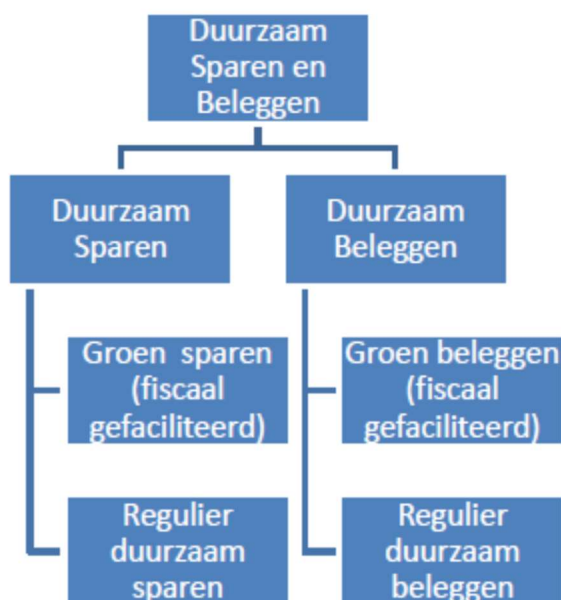 Duurzaam
Sparen en
Beleggen
Duurzaam
Sparen
Duurzaam
Beleggen
Groen sparen
(fiscaal
gefaciliteerd)
Groen beleggen
(fiscaal
gefaciliteerd)
Regulier
duurzaam
sparen
Regulier
duurzaam
beleggen